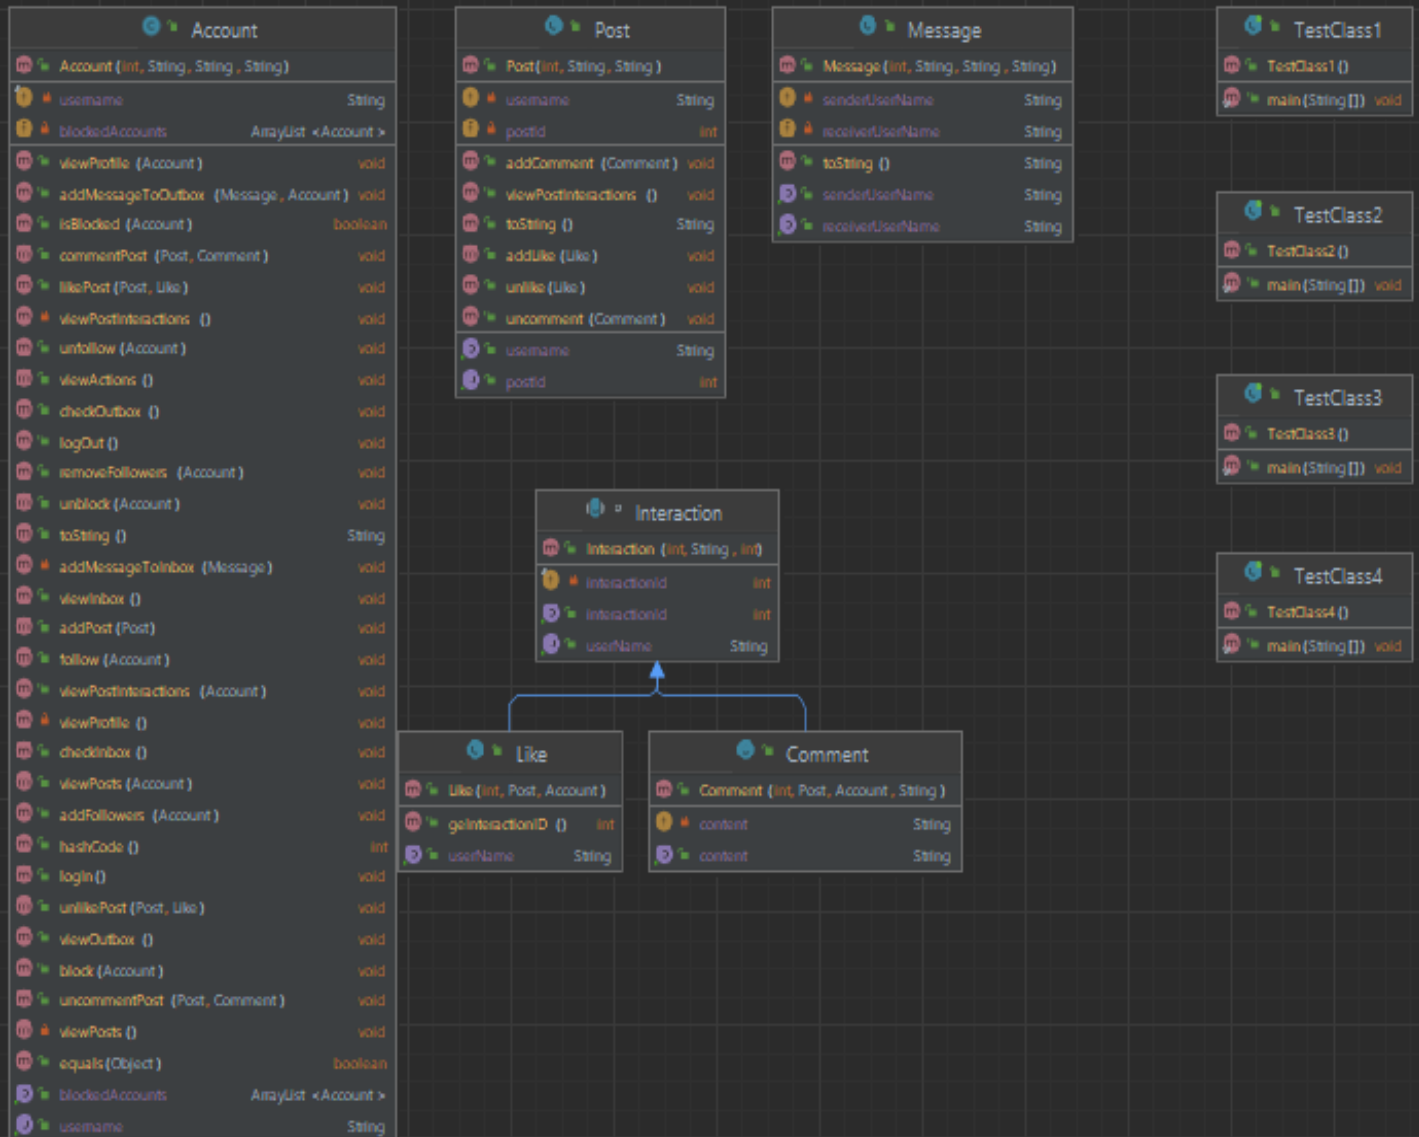 Account
Account(int, String, String, String)
username String
blockedAccounts ArrayList<Account>
viewProfile(Account) void
addMessageToOutbox(Message, Account) void
isBlocked(Account) boolean
commentPost(Post, Comment) void
likePost(Post, Like) void
viewPostInteractions() void
unfollow(Account) void
viewActions() void
checkOutbox() void
logOut() void
removeFollowers(Account) void
unblock(Account) void
toString() String
addMessageToInbox(Message) void
viewInbox() void
addPost(Post) void
follow(Account) void
viewPostInteractions(Account) void
viewProfile() void
checkInbox() void
viewPosts(Account) void
addFollowers(Account) void
hashCode() int
login() void
unlikePost(Post, Like) void
viewOutbox() void
block(Account) void
uncommentPost(Post, Comment) void
viewPosts() void
equals(Object) boolean
blockedAccounts ArrayList<Account>
username String
Post
Post(int, String, String)
username String
postId int
addComment(Comment) void
viewPostInteractions() void
toString() String
addLike(Like) void
unlike(Like) void
uncomment(Comment) void
username String
postId int
Message
Message(int, String, String, String)
senderUserName String
receiverUserName String
toString() String
senderUserName String
receiverUserName String
Interaction
Interaction(int, String, int)
interactionId int
interactionId int
userName String
Like
Like(int, Post, Account)
geInteractionID() int
userName String
Comment
Comment(int, Post, Account, String)
content String
content String
TestClass1
TestClass1()
main(String[]) void
TestClass2
TestClass2()
main(String[]) void
TestClass3
TestClass3()
main(String[]) void
TestClass4
TestClass4()
main(String[]) void